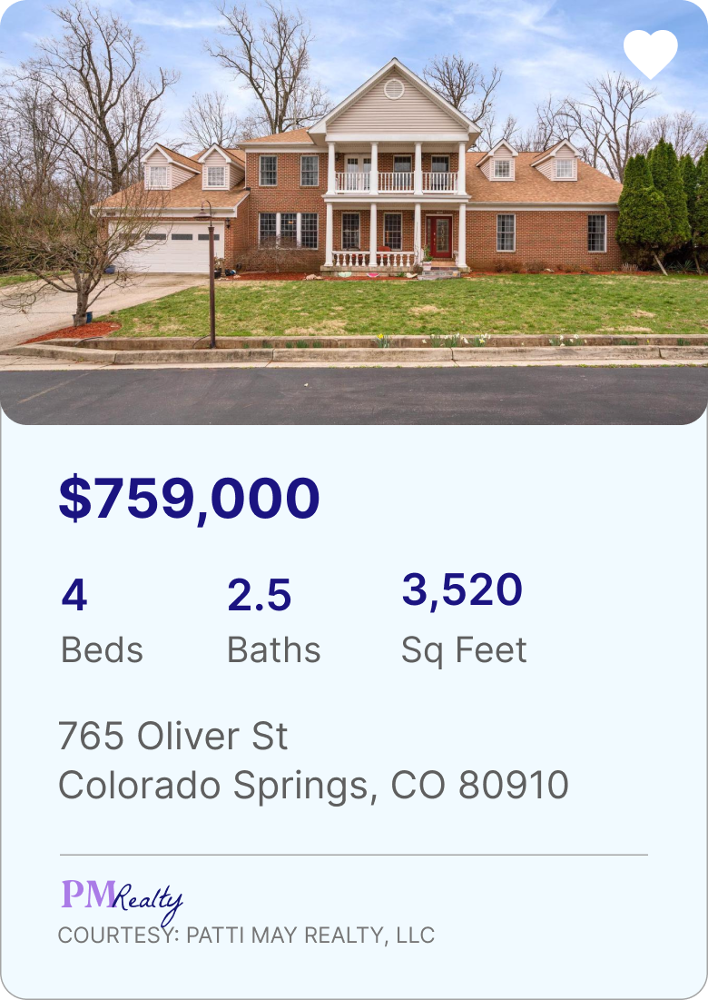 $759,000
4 2.5 3,520
Beds Baths Sq Feet
765 Oliver St
Colorado Springs, CO 80910
PM Realty
COURTESY: PATTI MAY REALTY, LLC